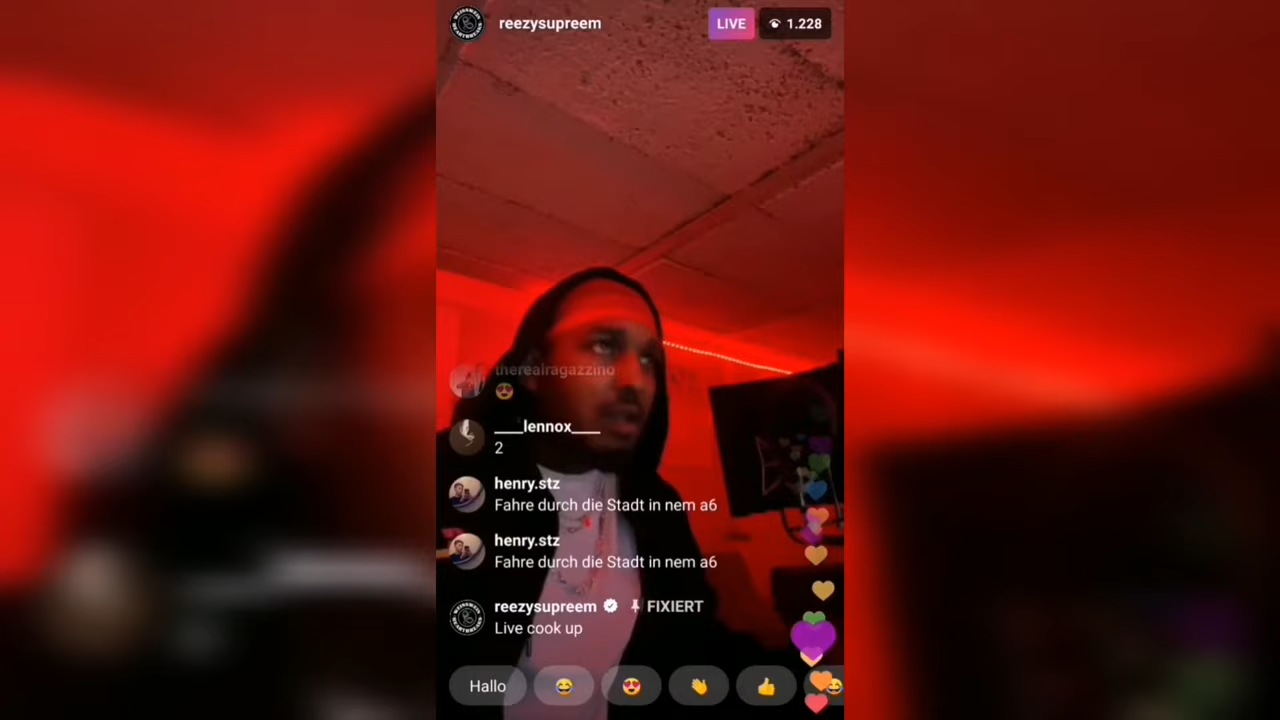 reezysupreem
LIVE
1.228
therealragazzino
😍
____lennox____
2
henry.stz
Fahre durch die Stadt in nem a6
henry.stz
Fahre durch die Stadt in nem a6
reezysupreem
FIXIERT
Live cook up
Hallo